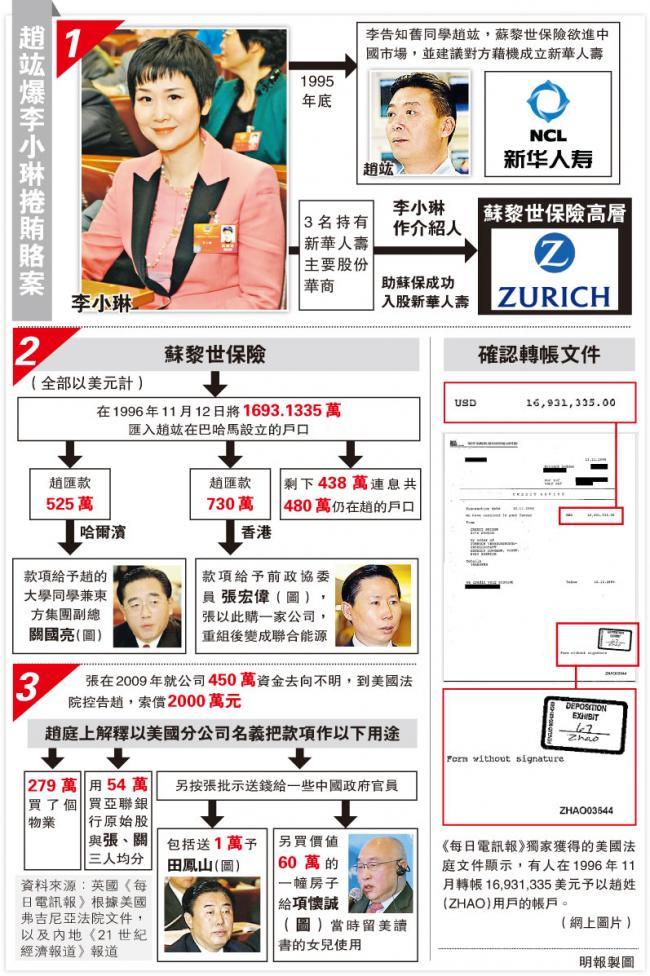 趙竑爆李小琳捲賄賂案
1
李小琳
1995
年底
李告知舊同學趙竑，蘇黎世保險欲進中
國市場，並建議對方藉機成立新華人壽
趙竑
NCL
新华人寿
3名持有
新華人壽
主要股份
華商
李小琳
作介紹人
助蘇保成功
入股新華人壽
蘇黎世保險高層
Z
ZURICH
2
蘇黎世保險
（全部以美元計）
在1996年11月12日將1693.1335萬
匯入趙竑在巴哈馬設立的戶口
趙匯款
525萬
哈爾濱
款項給予趙的
大學同學兼東
方集團副總
關國亮(圖)
趙匯款
730萬
香港
款項給予前政協委
員張宏偉（圖），
張以此購一家公司，
重組後變成聯合能源
剩下438萬連息共
480萬仍在趙的戶口
確認轉帳文件
USD 16,931,335.00
CREDIT ADVICE
Form without signature
ZHAO03544
DEPOSITION
EXHIBIT
67
Zhao
Form without signature
ZHAO03544
《每日電訊報》獨家獲得的美國法
庭文件顯示，有人在1996年11
月轉帳16,931,335美元予以趙姓
(ZHAO)用戶的帳戶。
（網上圖片）
3
張在2009年就公司450萬資金去向不明，到美國法
院控告趙，索償2000萬元
趙庭上解釋以美國分公司名義把款項作以下用途
279萬
買了個
物業
用54萬
買亞聯銀
行原始股
與張、關
三人均分
另按張批示送錢給一些中國政府官員
包括送1萬予
田鳳山(圖)
另買價值
60萬的
一幢房子
給項懷誠
（圖）當時留美讀
書的女兒使用
資料來源：英國《每
日電訊報》根據美國
弗吉尼亞法院文件，
以及內地《21世紀
經濟報道》報道
明報製圖